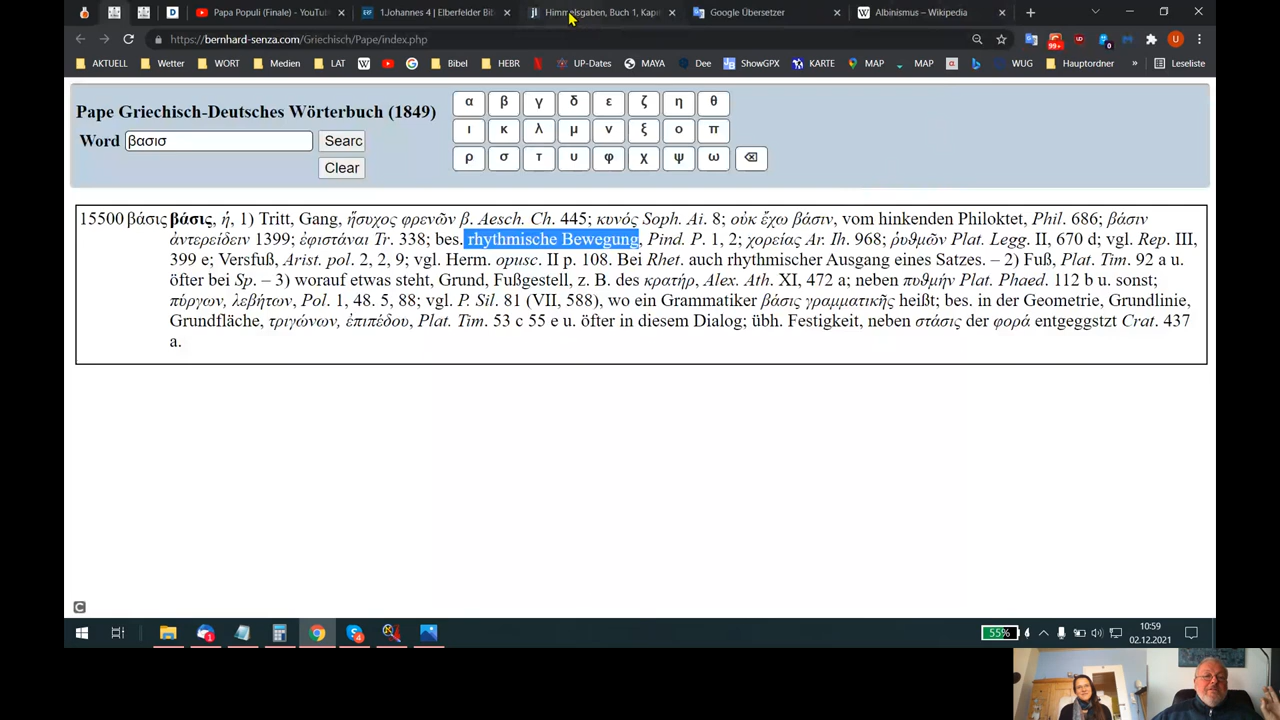 Papa Populi (Finale) - YouTu
1.Johannes 4 | Elberfelder Bi
Himmelsgaben, Buch 1, Kapi
Google Übersetzer
Albinismus – Wikipedia
https://bernhard-senza.com/Griechisch/Pape/index.php
99+
0
U
AKTUELL
Wetter
WORT
Medien
LAT
Bibel
HEBR
UP-Dates
MAYA
Dee
ShowGPX
KARTE
MAP
MAP
WUG
Hauptordner
»
Leseliste
Pape Griechisch-Deutsches Wörterbuch (1849)
Word βασισ Searc
Clear
α β γ δ ε ζ η θ
ι κ λ μ ν ξ ο π
ρ σ τ υ φ χ ψ ω
15500 βάσις βάσις, ἡ, 1) Tritt, Gang, ἥσυχος φρενῶν β. Aesch. Ch. 445; κυνός Soph. Ai. 8; οὐκ ἔχω βάσιν, vom hinkenden Philoktet, Phil. 686; βάσιν
ἀντερείδειν 1399; ἐφιστάναι Tr. 338; bes. rhythmische Bewegung, Pind. P. 1, 2; χορείας Ar. Ih. 968; ῥυθμῶν Plat. Legg. II, 670 d; vgl. Rep. III,
399 e; Versfuß, Arist. pol. 2, 2, 9; vgl. Herm. opusc. II p. 108. Bei Rhet. auch rhythmischer Ausgang eines Satzes. – 2) Fuß, Plat. Tim. 92 a u.
öfter bei Sp. – 3) worauf etwas steht, Grund, Fußgestell, z. B. des κρατήρ, Alex. Ath. XI, 472 a; neben πυθμήν Plat. Phaed. 112 b u. sonst;
πύργων, λεβήτων, Pol. 1, 48. 5, 88; vgl. P. Sil. 81 (VII, 588), wo ein Grammatiker βάσις γραμματικῆς heißt; bes. in der Geometrie, Grundlinie,
Grundfläche, τριγώνων, ἐπιπέδου, Plat. Tim. 53 c 55 e u. öfter in diesem Dialog; übh. Festigkeit, neben στάσις der φορά entgeggstzt Crat. 437
a.
55%
10:59
02.12.2021